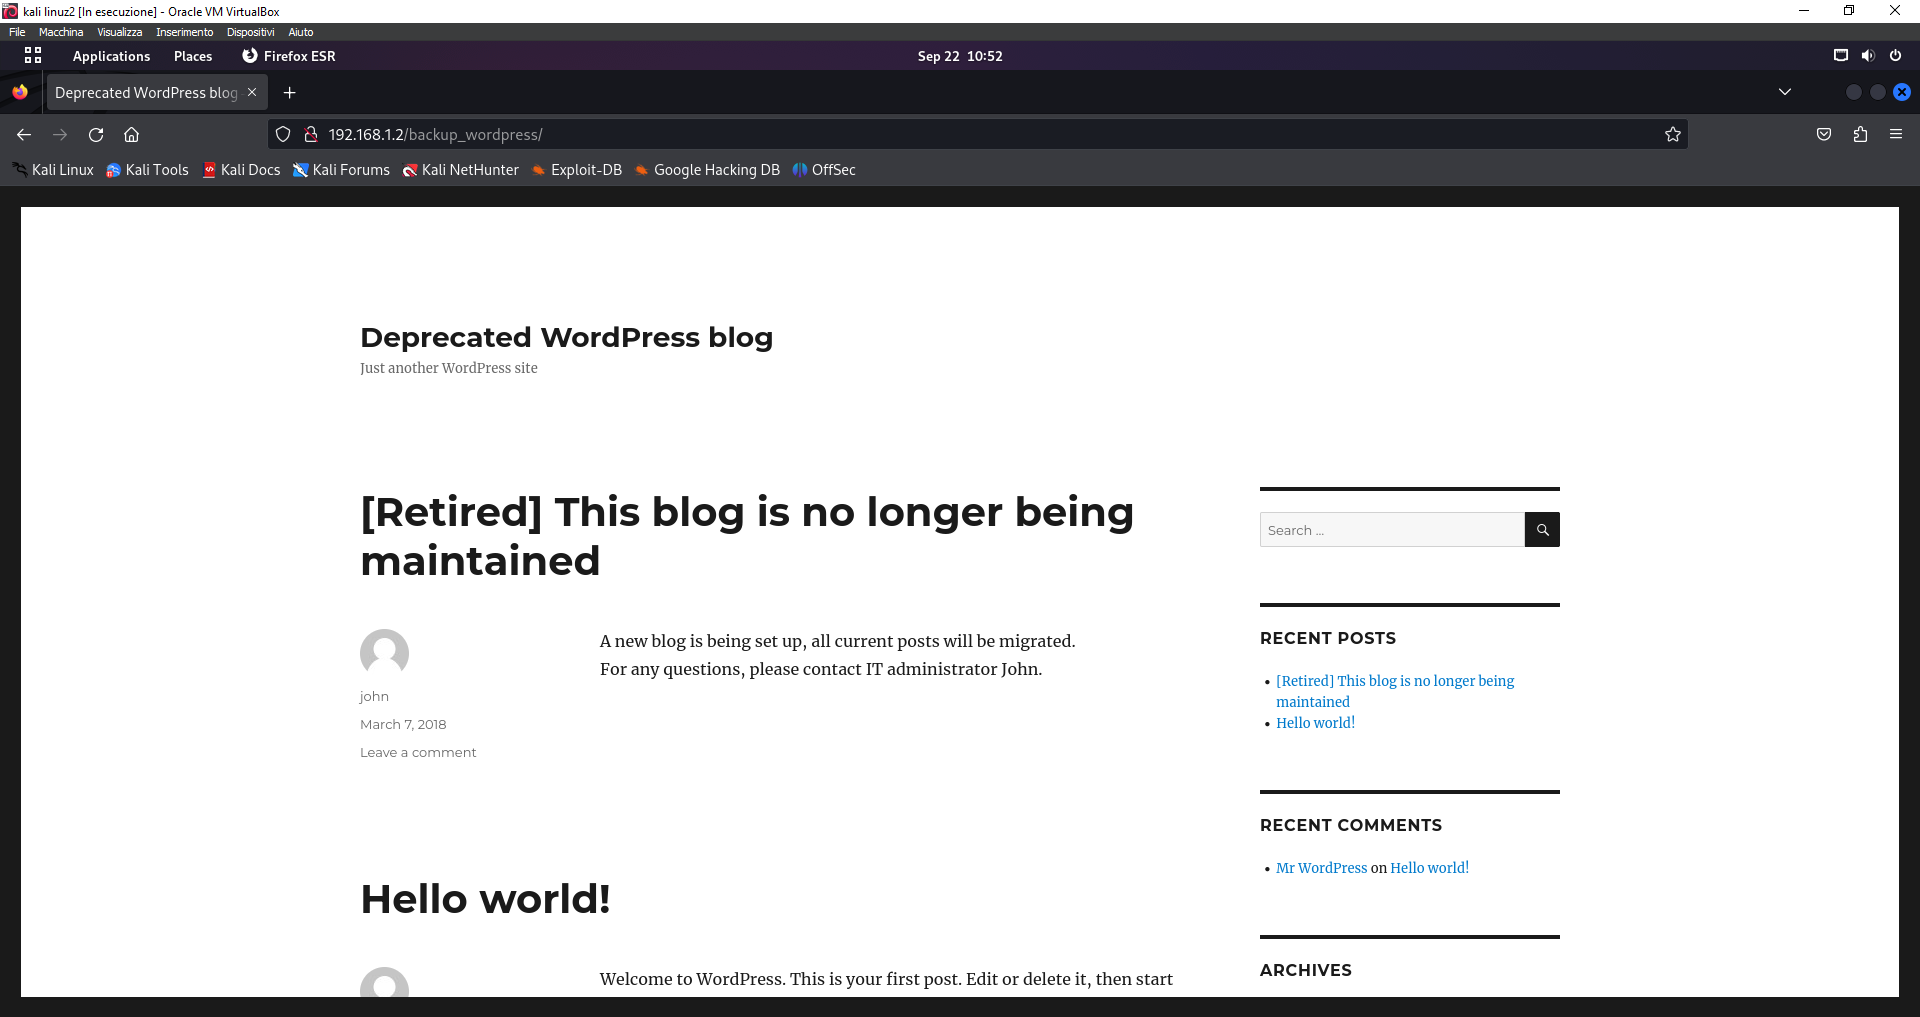 kali linuz2 [In esecuzione] - Oracle VM VirtualBox
File Macchina Visualizza Inserimento Dispositivi Aiuto
Applications Places Firefox ESR Sep 22 10:52
Deprecated WordPress blog
192.168.1.2/backup_wordpress/
Kali Linux Kali Tools Kali Docs Kali Forums Kali NetHunter Exploit-DB Google Hacking DB OffSec
Deprecated WordPress blog
Just another WordPress site
[Retired] This blog is no longer being
maintained
john
March 7, 2018
Leave a comment
A new blog is being set up, all current posts will be migrated.
For any questions, please contact IT administrator John.
Hello world!
Welcome to WordPress. This is your first post. Edit or delete it, then start
Search ...
RECENT POSTS
[Retired] This blog is no longer being
maintained
Hello world!
RECENT COMMENTS
Mr WordPress on Hello world!
ARCHIVES